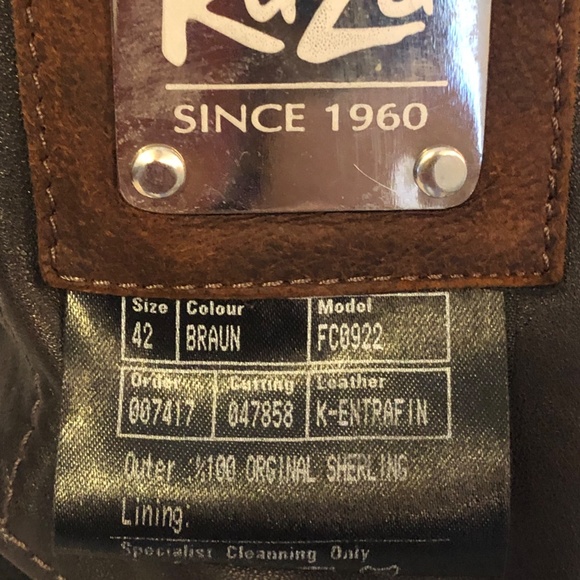 SINCE 1960
Size Colour Model
42 BRAUN FC0922
Order Cutting Leather
007417 047858 K-ENTRAFIN
Outer :%100 ORGINAL SHERLING
Lining:
Specialist Cleanning Only